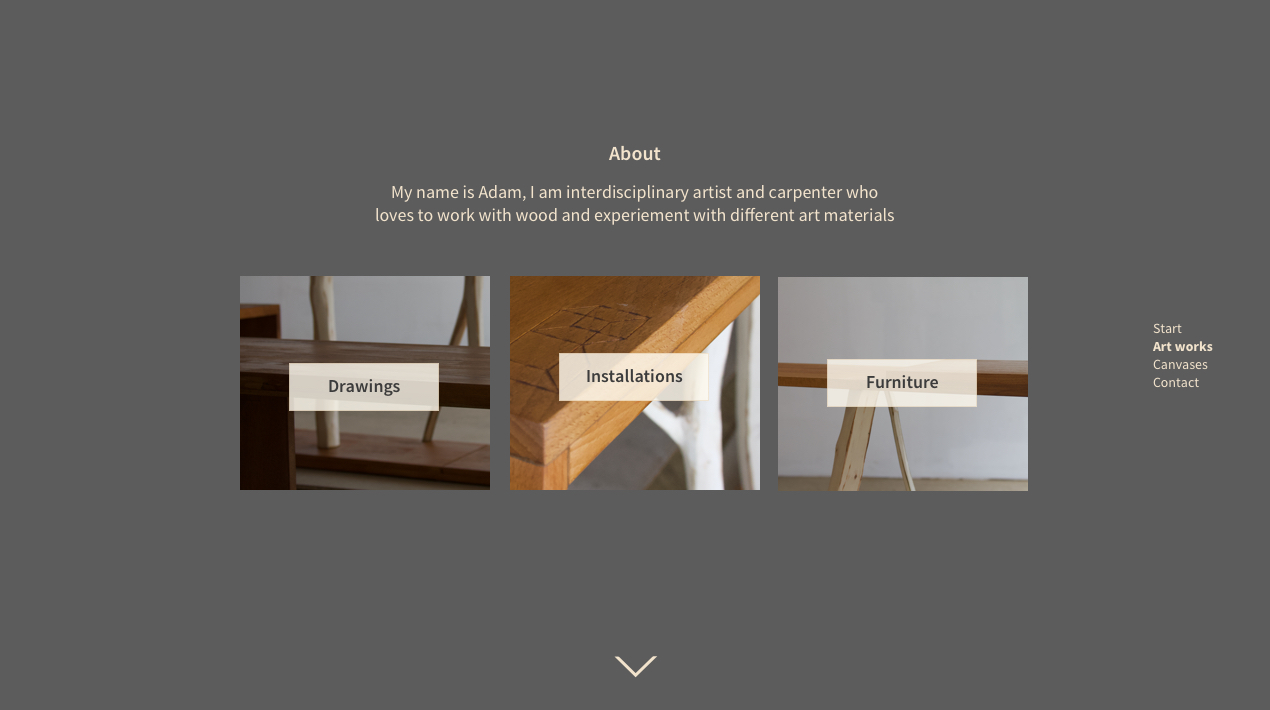 About
My name is Adam, I am interdisciplinary artist and carpenter who
loves to work with wood and experiement with different art materials
Drawings
Installations
Furniture
Start
Art works
Canvases
Contact